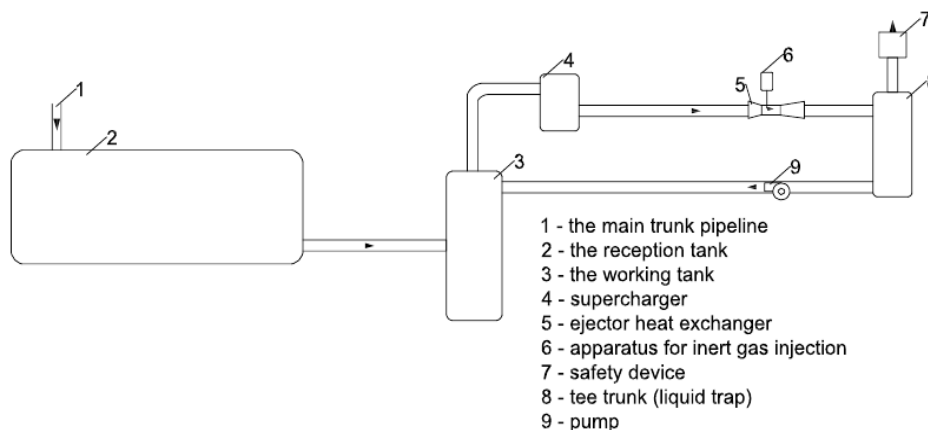 7
4
6
1
5
2
3
9
1 - the main trunk pipeline
2 - the reception tank
3 - the working tank
4 - supercharger
5 - ejector heat exchanger
6 - apparatus for inert gas injection
7 - safety device
8 - tee trunk (liquid trap)
9 - pump